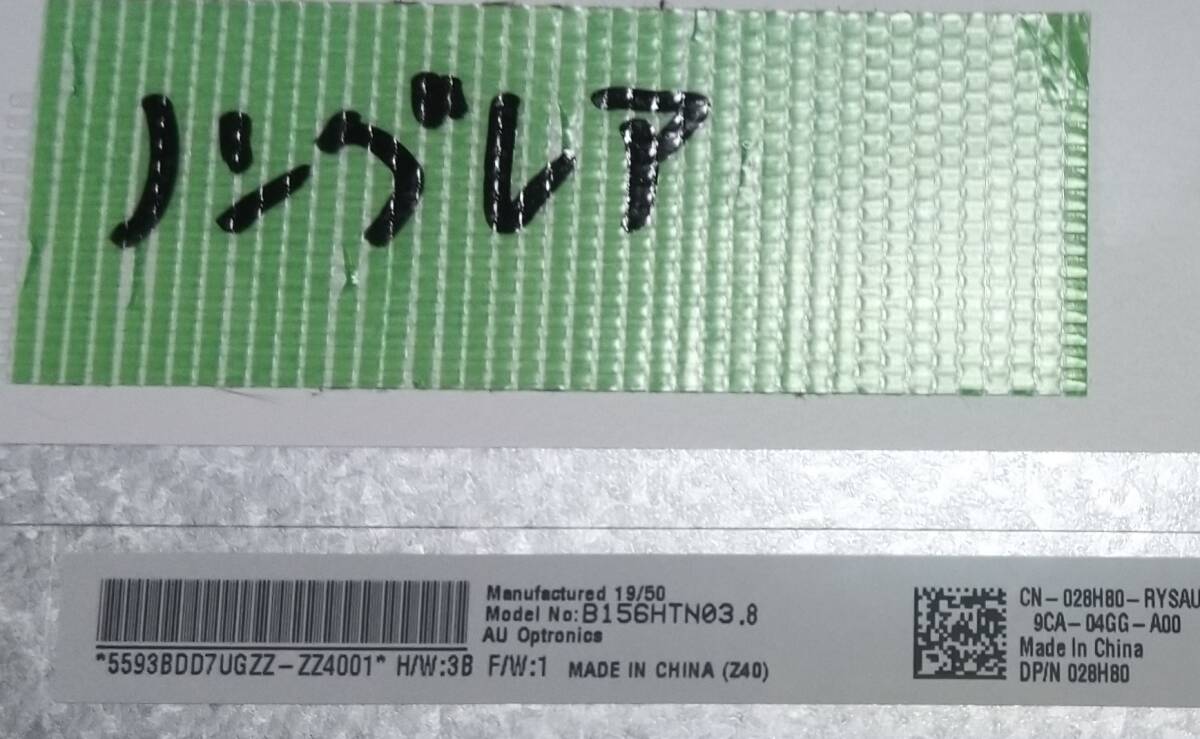 ノングレア
Manufactured 19/50
Model No:B156HTN03.8
AU Optronics
*5593BDD7UGZZ-ZZ4001* H/W:3B F/W:1 MADE IN CHINA (Z40)
CN-028H80-RYSAU
9CA-04GG-A00
Made In China
DP/N 028H80